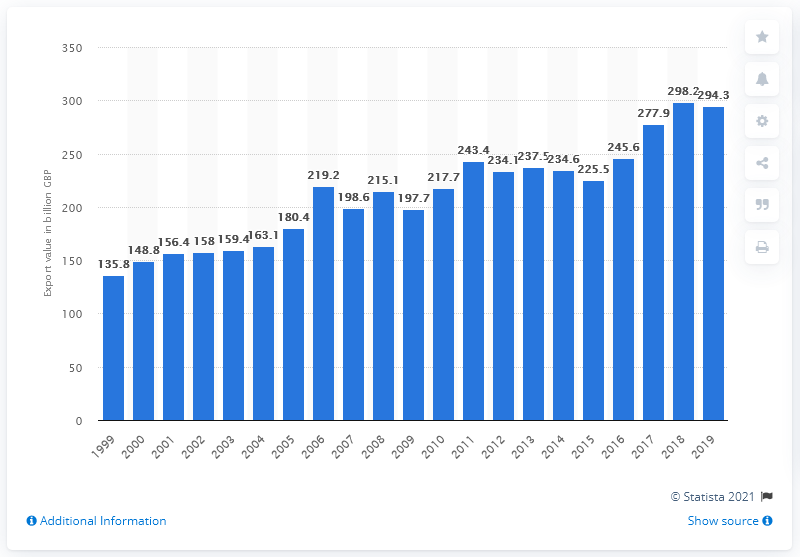 350
300
250
200
150
100
50
0
Export value in billion GBP
135.8 148.8 156.4 158 159.4 163.1 180.4 219.2 198.6 215.1 197.7 217.7 243.4 234.1 237.5 234.6 225.5 245.6 277.9 298.2 294.3
1999 2000 2001 2002 2003 2004 2005 2006 2007 2008 2009 2010 2011 2012 2013 2014 2015 2016 2017 2018 2019
© Statista 2021
Additional Information
Show source